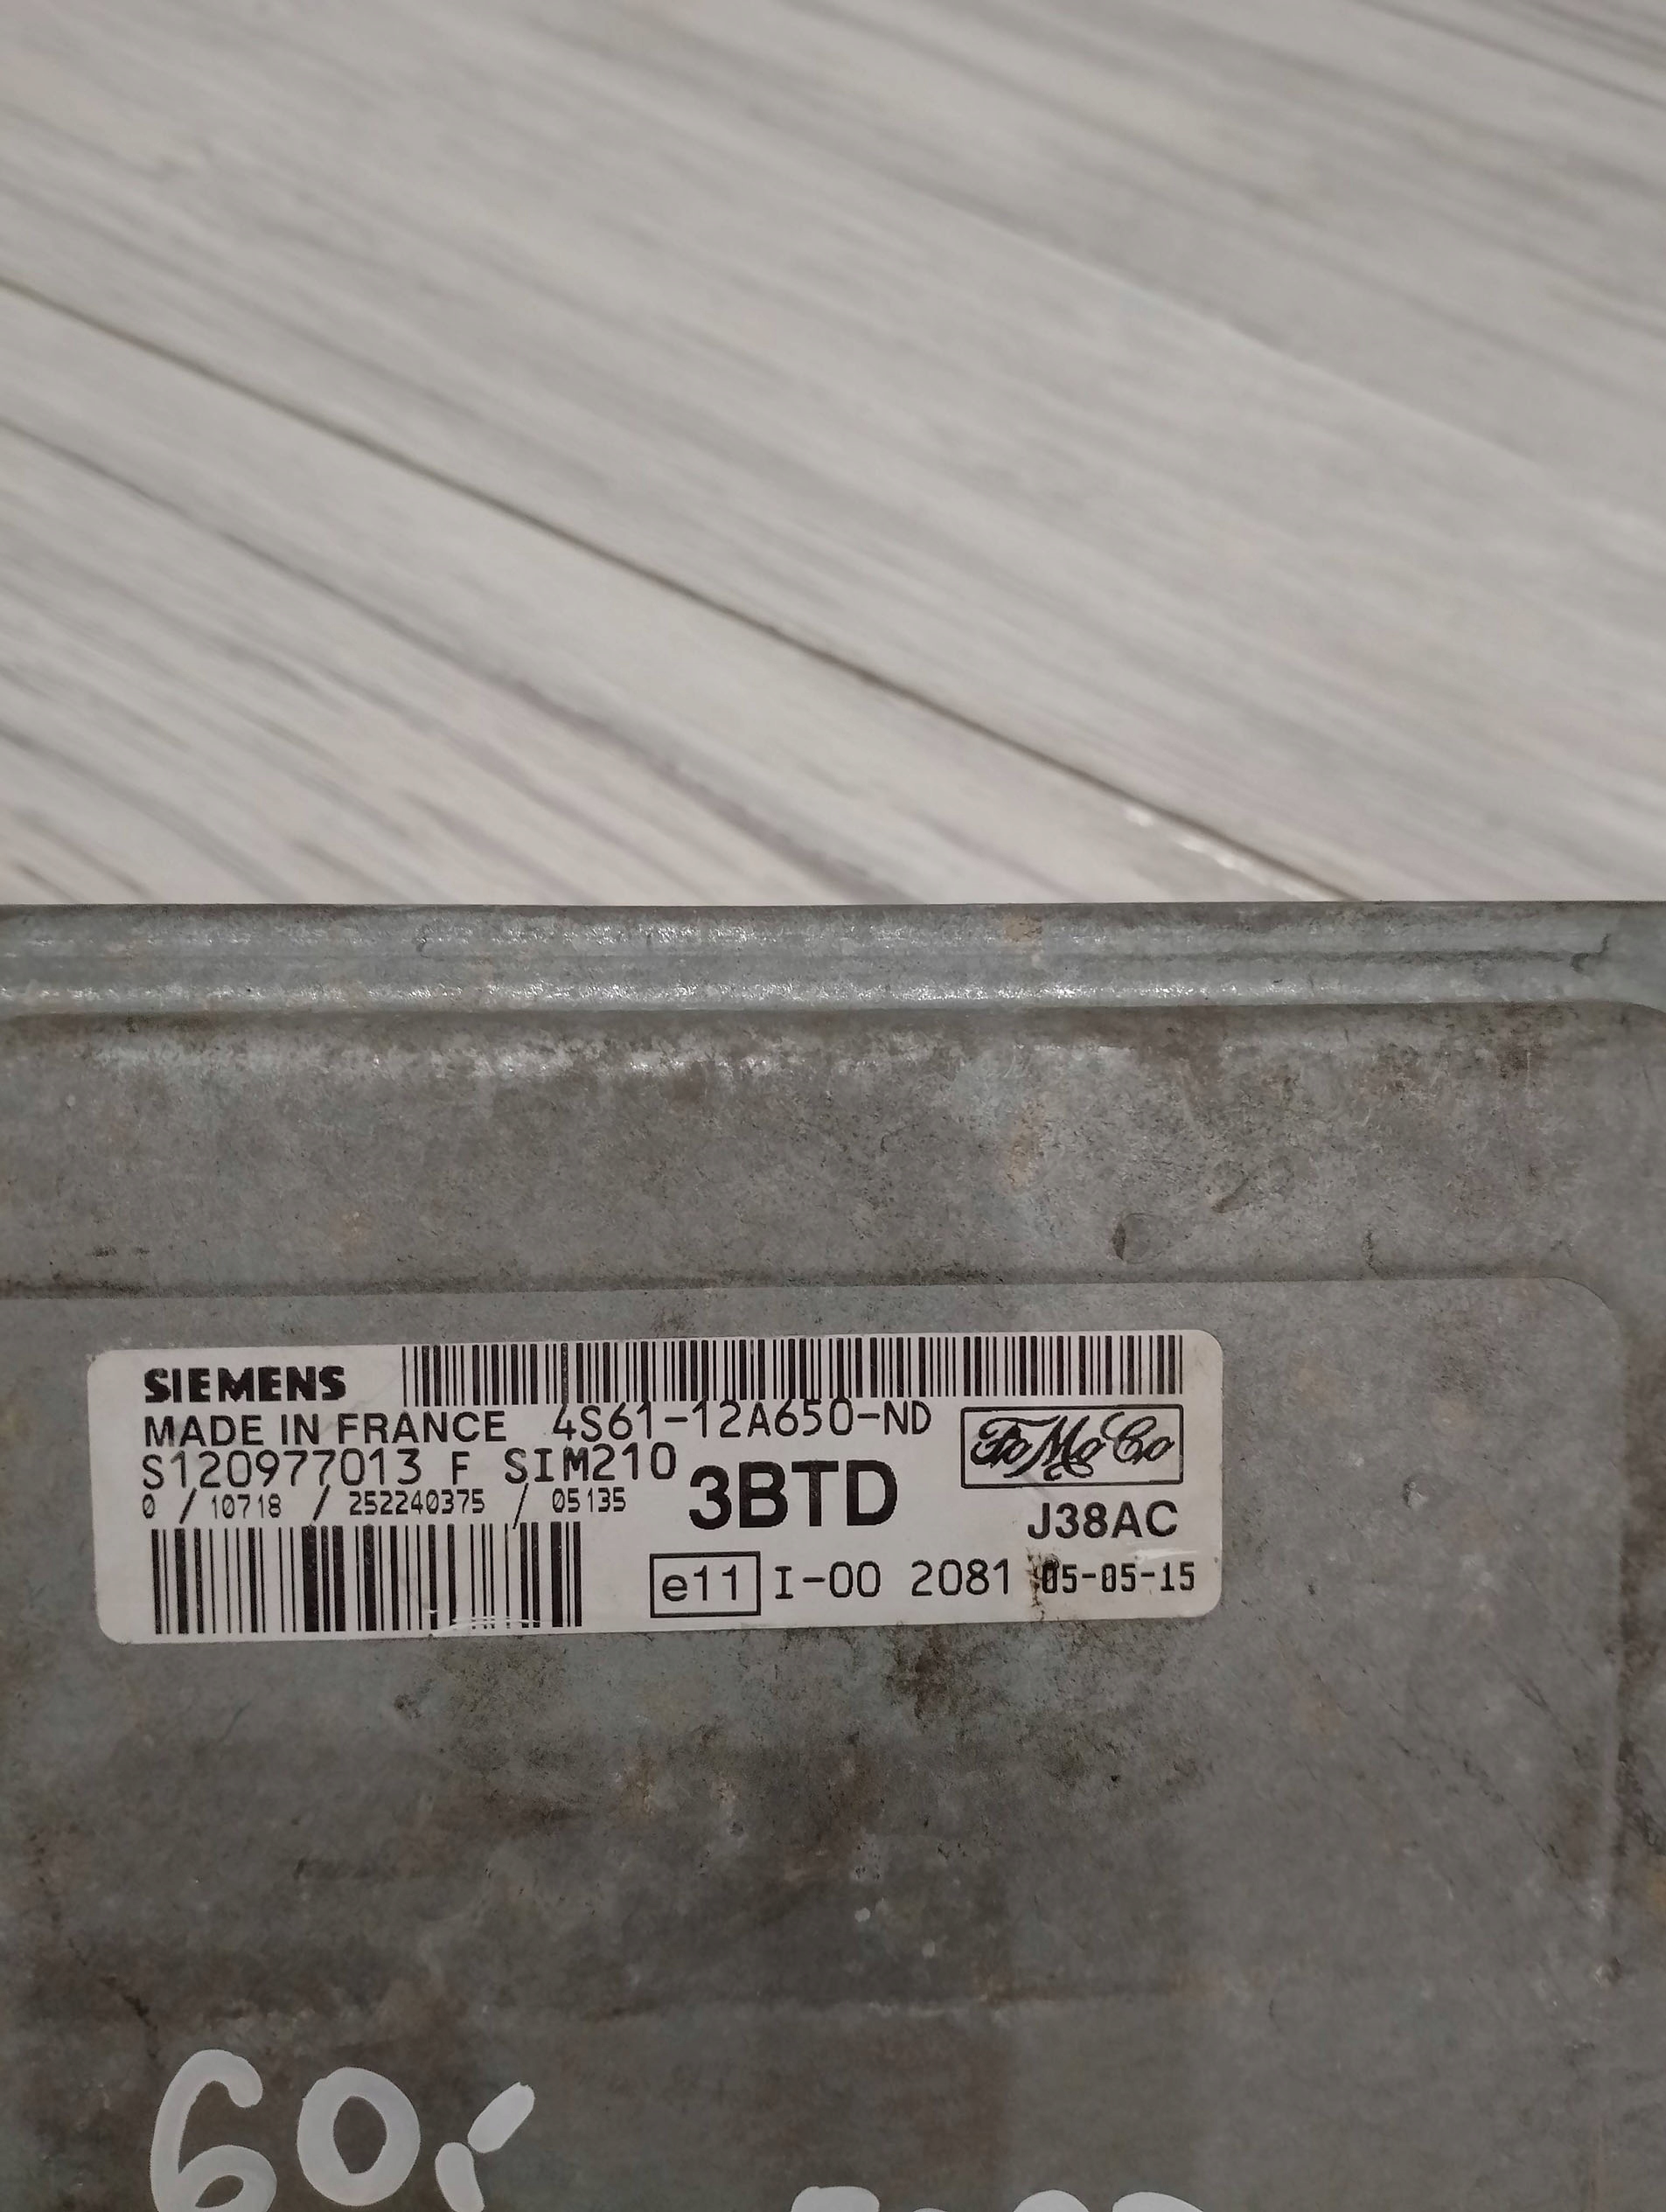 SIEMENS
MADE IN FRANCE 4S61-12A650-ND
FoMoCo
S120977013 F SIM210
0 / 10718 / 252240375 / 05135
3BTD
J38AC
e11 I-00 2081 05-05-15
60,-